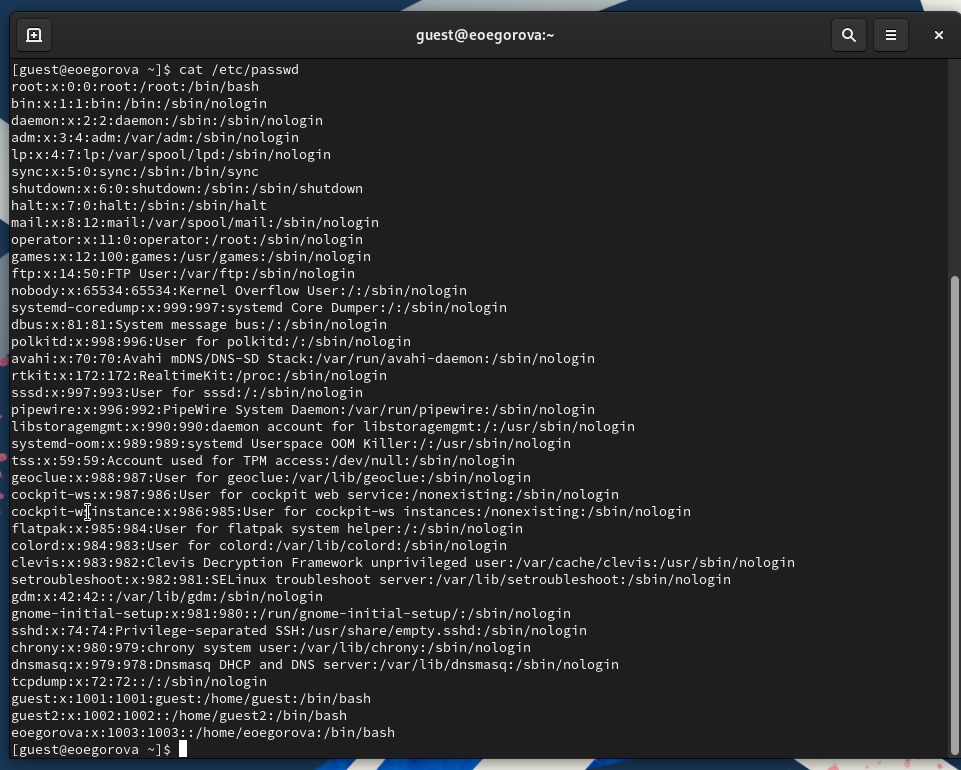 guest@eoegorova:~
[guest@eoegorova ~]$ cat /etc/passwd
root:x:0:0:root:/root:/bin/bash
bin:x:1:1:bin:/bin:/sbin/nologin
daemon:x:2:2:daemon:/sbin:/sbin/nologin
adm:x:3:4:adm:/var/adm:/sbin/nologin
lp:x:4:7:lp:/var/spool/lpd:/sbin/nologin
sync:x:5:0:sync:/sbin:/bin/sync
shutdown:x:6:0:shutdown:/sbin:/sbin/shutdown
halt:x:7:0:halt:/sbin:/sbin/halt
mail:x:8:12:mail:/var/spool/mail:/sbin/nologin
operator:x:11:0:operator:/root:/sbin/nologin
games:x:12:100:games:/usr/games:/sbin/nologin
ftp:x:14:50:FTP User:/var/ftp:/sbin/nologin
nobody:x:65534:65534:Kernel Overflow User:/:/sbin/nologin
systemd-coredump:x:999:997:systemd Core Dumper:/:/sbin/nologin
dbus:x:81:81:System message bus:/:/sbin/nologin
polkitd:x:998:996:User for polkitd:/:/sbin/nologin
avahi:x:70:70:Avahi mDNS/DNS-SD Stack:/var/run/avahi-daemon:/sbin/nologin
rtkit:x:172:172:RealtimeKit:/proc:/sbin/nologin
sssd:x:997:993:User for sssd:/:/sbin/nologin
pipewire:x:996:992:PipeWire System Daemon:/var/run/pipewire:/sbin/nologin
libstoragemgmt:x:990:990:daemon account for libstoragemgmt:/:/usr/sbin/nologin
systemd-oom:x:989:989:systemd Userspace OOM Killer:/:/usr/sbin/nologin
tss:x:59:59:Account used for TPM access:/dev/null:/sbin/nologin
geoclue:x:988:987:User for geoclue:/var/lib/geoclue:/sbin/nologin
cockpit-ws:x:987:986:User for cockpit web service:/nonexisting:/sbin/nologin
cockpit-wsinstance:x:986:985:User for cockpit-ws instances:/nonexisting:/sbin/nologin
flatpak:x:985:984:User for flatpak system helper:/:/sbin/nologin
colord:x:984:983:User for colord:/var/lib/colord:/sbin/nologin
clevis:x:983:982:Clevis Decryption Framework unprivileged user:/var/cache/clevis:/usr/sbin/nologin
setroubleshoot:x:982:981:SELinux troubleshoot server:/var/lib/setroubleshoot:/sbin/nologin
gdm:x:42:42::/var/lib/gdm:/sbin/nologin
gnome-initial-setup:x:981:980::/run/gnome-initial-setup/:/sbin/nologin
sshd:x:74:74:Privilege-separated SSH:/usr/share/empty.sshd:/sbin/nologin
chrony:x:980:979:chrony system user:/var/lib/chrony:/sbin/nologin
dnsmasq:x:979:978:Dnsmasq DHCP and DNS server:/var/lib/dnsmasq:/sbin/nologin
tcpdump:x:72:72::/:/sbin/nologin
guest:x:1001:1001:guest:/home/guest:/bin/bash
guest2:x:1002:1002::/home/guest2:/bin/bash
eoegorova:x:1003:1003::/home/eoegorova:/bin/bash
[guest@eoegorova ~]$